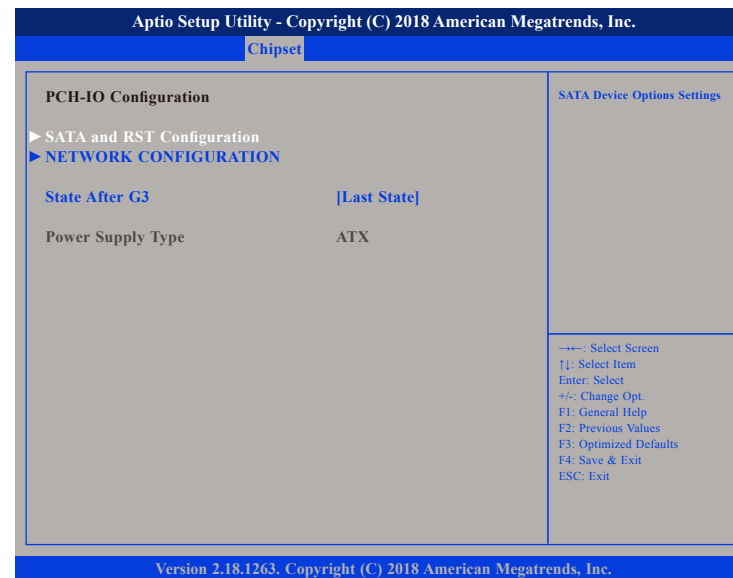 Aptio Setup Utility - Copyright (C) 2018 American Megatrends, Inc.
Chipset
PCH-IO Configuration
► SATA and RST Configuration
► NETWORK CONFIGURATION
State After G3 [Last State]
Power Supply Type ATX
SATA Device Options Settings
→←: Select Screen
↑↓: Select Item
Enter: Select
+/-: Change Opt.
F1: General Help
F2: Previous Values
F3: Optimized Defaults
F4: Save & Exit
ESC: Exit
Version 2.18.1263. Copyright (C) 2018 American Megatrends, Inc.